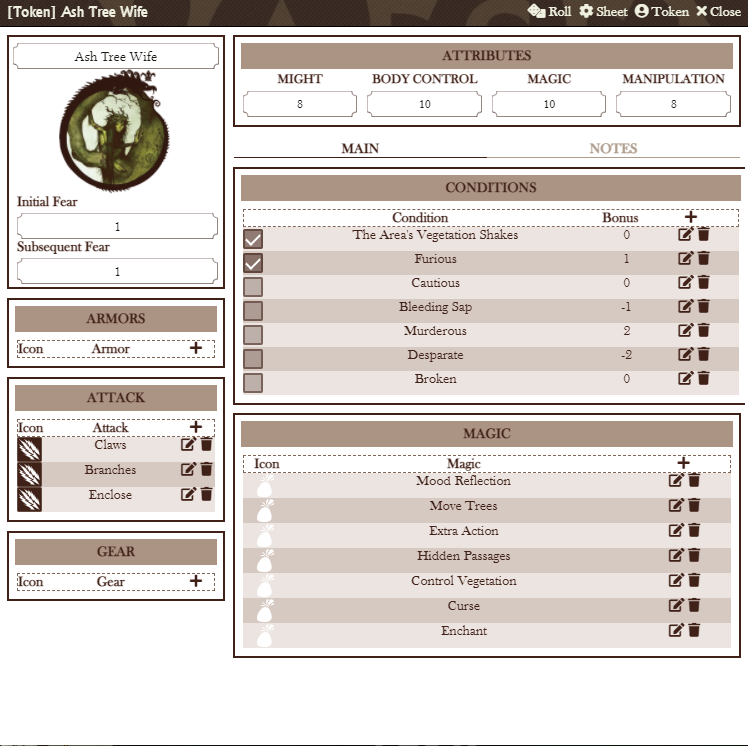 [Token] Ash Tree Wife Roll Sheet Token Close
Ash Tree Wife
Initial Fear
1
Subsequent Fear
1
ARMORS
Icon Armor
ATTACK
Icon Attack
Claws
Branches
Enclose
GEAR
Icon Gear
ATTRIBUTES
MIGHT BODY CONTROL MAGIC MANIPULATION
8 10 10 8
MAIN NOTES
CONDITIONS
Condition Bonus
The Area's Vegetation Shakes 0
Furious 1
Cautious 0
Bleeding Sap -1
Murderous 2
Desparate -2
Broken 0
MAGIC
Icon Magic
Mood Reflection
Move Trees
Extra Action
Hidden Passages
Control Vegetation
Curse
Enchant